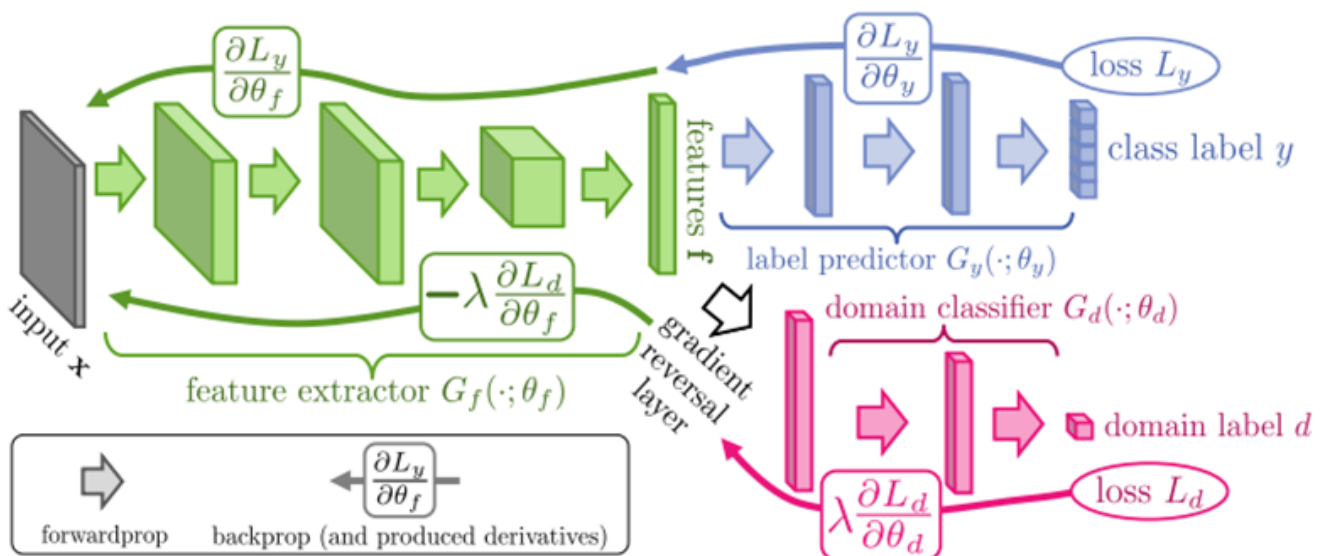 ∂L_y/∂θ_f
∂L_y/∂θ_y
loss L_y
input x
features f
class label y
label predictor G_y(·; θ_y)
−λ ∂L_d/∂θ_f
feature extractor G_f(·; θ_f)
gradient
reversal
layer
domain classifier G_d(·; θ_d)
domain label d
λ ∂L_d/∂θ_d
loss L_d
forwardprop
∂L_y/∂θ_f
backprop (and produced derivatives)